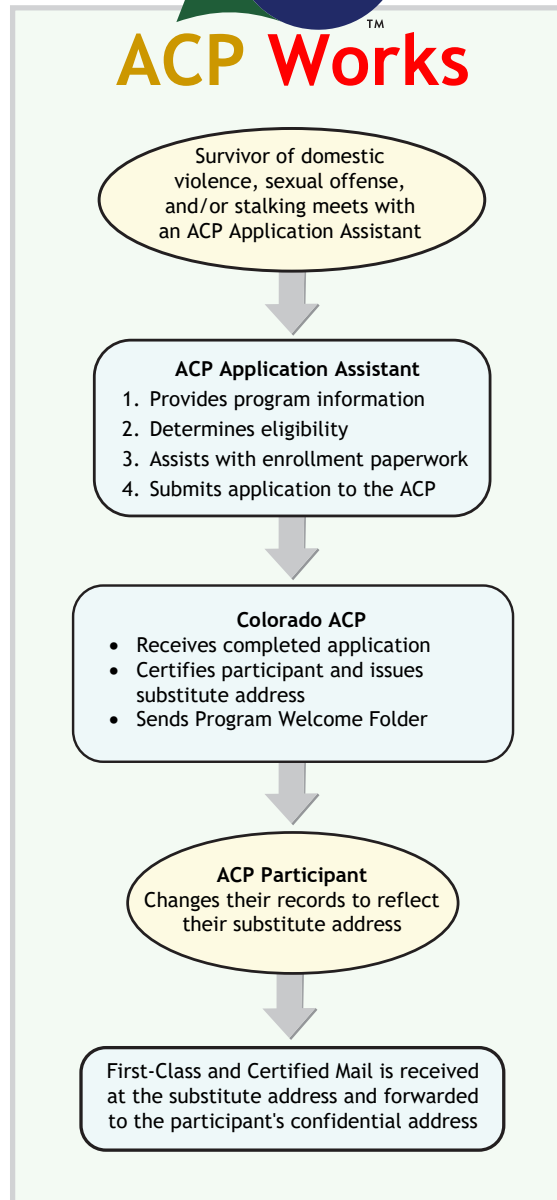 TM
ACP Works
Survivor of domestic
violence, sexual offense,
and/or stalking meets with
an ACP Application Assistant
ACP Application Assistant
1. Provides program information
2. Determines eligibility
3. Assists with enrollment paperwork
4. Submits application to the ACP
Colorado ACP
• Receives completed application
• Certifies participant and issues
substitute address
• Sends Program Welcome Folder
ACP Participant
Changes their records to reflect
their substitute address
First-Class and Certified Mail is received
at the substitute address and forwarded
to the participant's confidential address